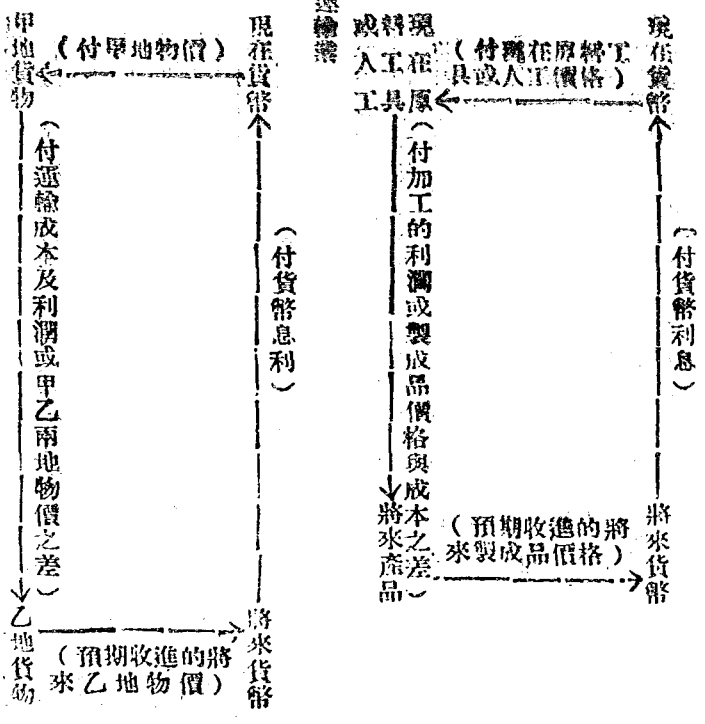 現在貨幣
(付現在原料工
具或人工價格)
現在原
料工具
或人工
(付貨幣利息)
(付加工的利潤或製成品價格與成本之差)
將來貨幣
(預期收進的將
來製成品價格)
將來產品
運輸業
現在貨幣
(付甲地物價)
甲地貨物
(付貨幣息利)
(付運輸成本及利潤或甲乙兩地物價之差)
將來貨幣
(預期收進的將
來乙地物價)
乙地貨物